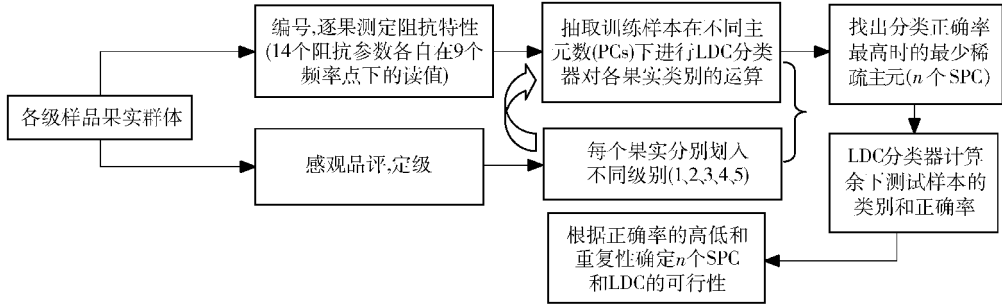 各级样品果实群体
编号,逐果测定阻抗特性
(14个阻抗参数各自在9个
频率点下的读值)
感观品评,定级
抽取训练样本在不同主
元数(PCs)下进行LDC分类
器对各果实类别的运算
每个果实分别划入
不同级别(1、2、3、4、5)
找出分类正确率
最高时的最少稀
疏主元(n个SPC)
LDC分类器计算
余下测试样本的
类别和正确率
根据正确率的高低和
重复性确定n个SPC
和LDC的可行性